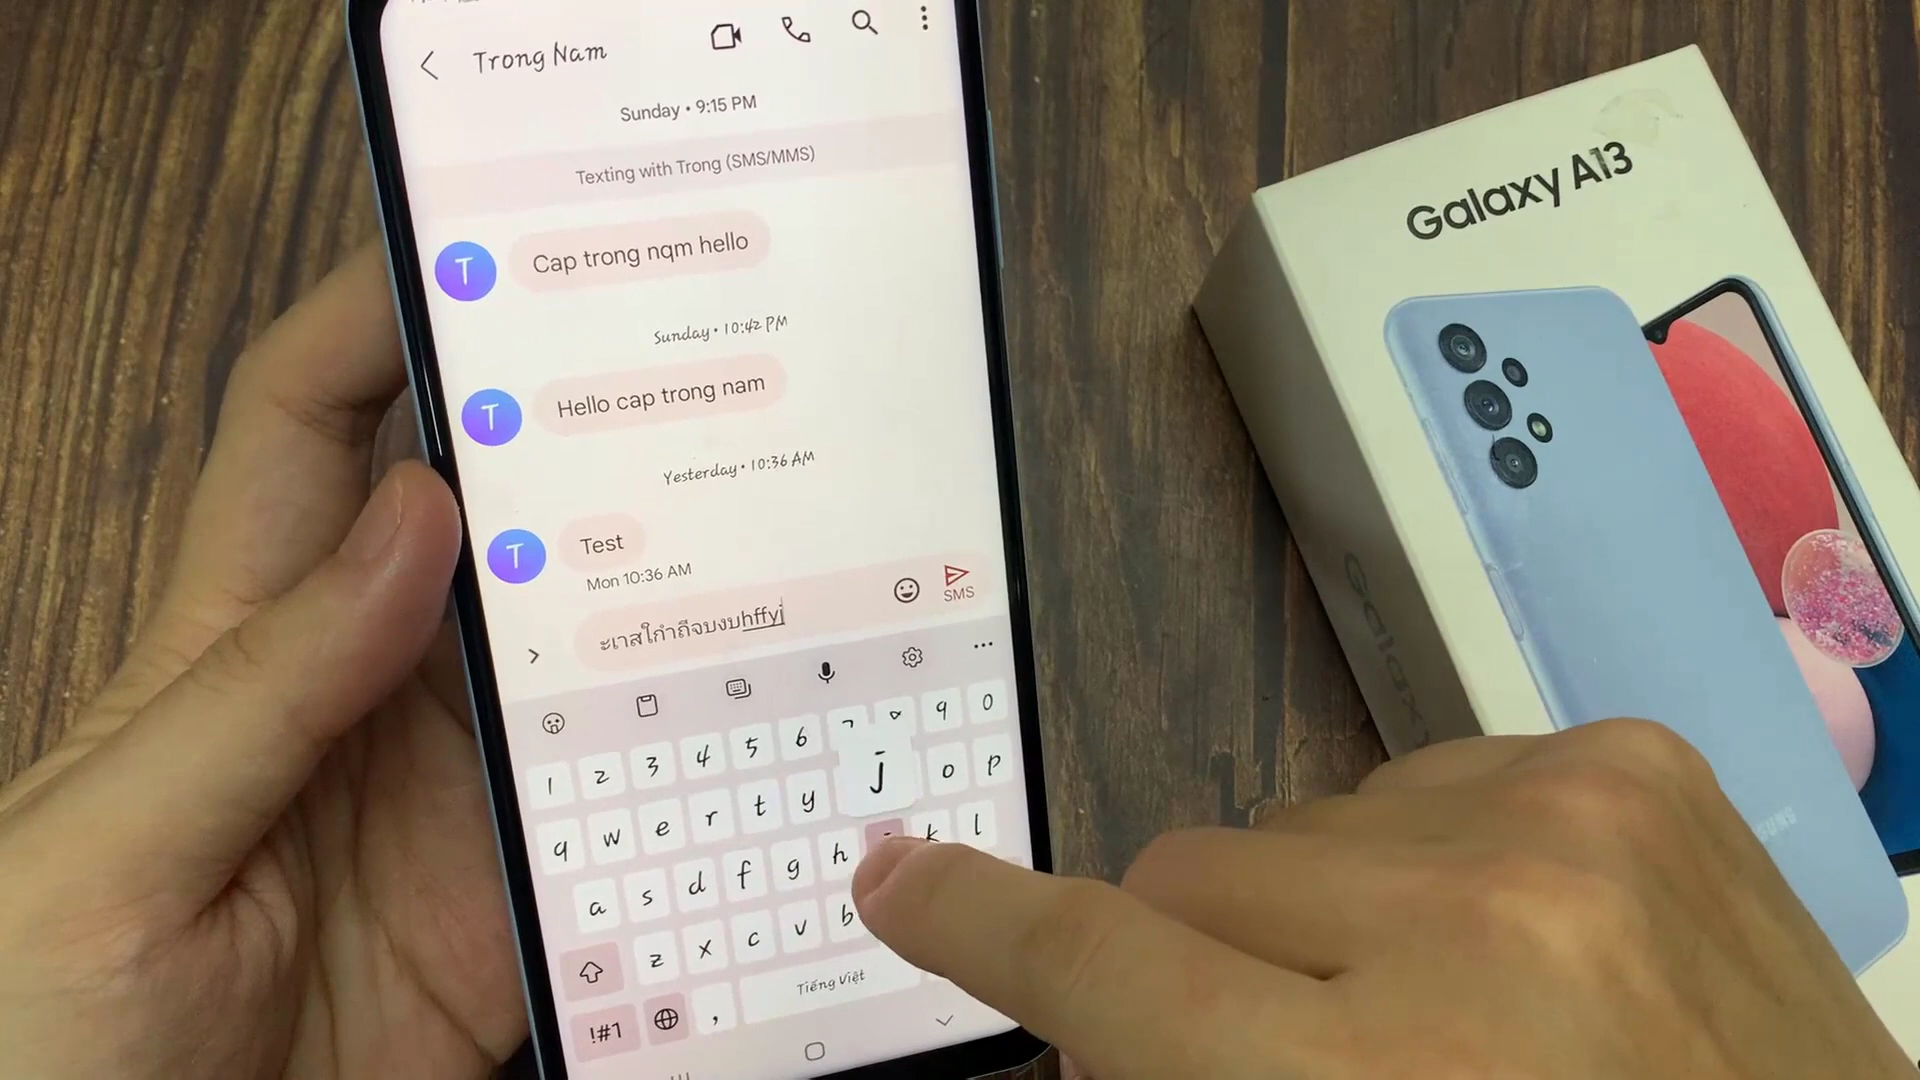 Trong Nam
Sunday • 9:15 PM
Texting with Trong (SMS/MMS)
T
Cap trong nqm hello
Sunday • 10:42 PM
T
Hello cap trong nam
Yesterday • 10:36 AM
T
Test
Mon 10:36 AM
ะเาสใกำถืจบงบhffyj
SMS
1 2 3 4 5 6 9 0
q w e r t y o p
j
a s d f g h k l
z x c v b
!#1 , Tiếng Việt
Galaxy A13
Galaxy
SAMSUNG